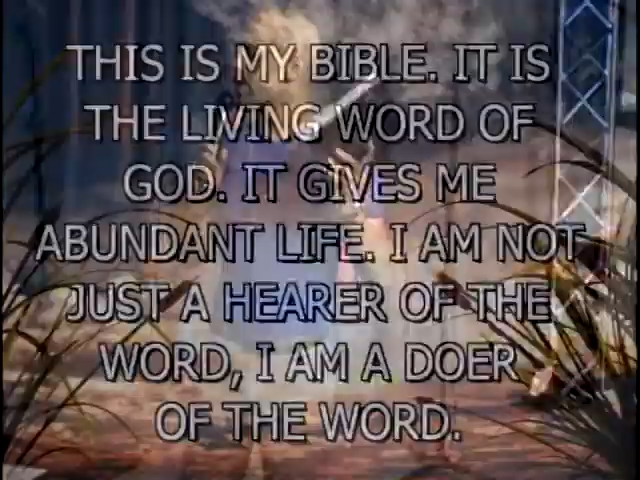 THIS IS MY BIBLE. IT IS
THE LIVING WORD OF
GOD. IT GIVES ME
ABUNDANT LIFE. I AM NOT
JUST A HEARER OF THE
WORD, I AM A DOER
OF THE WORD.